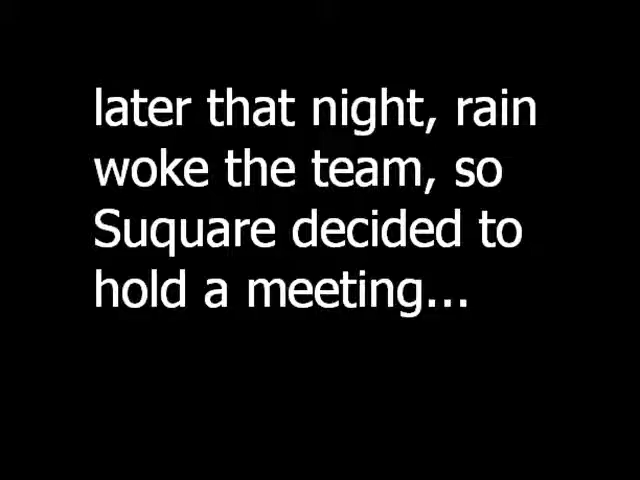 later that night, rain
woke the team, so
Suquare decided to
hold a meeting...